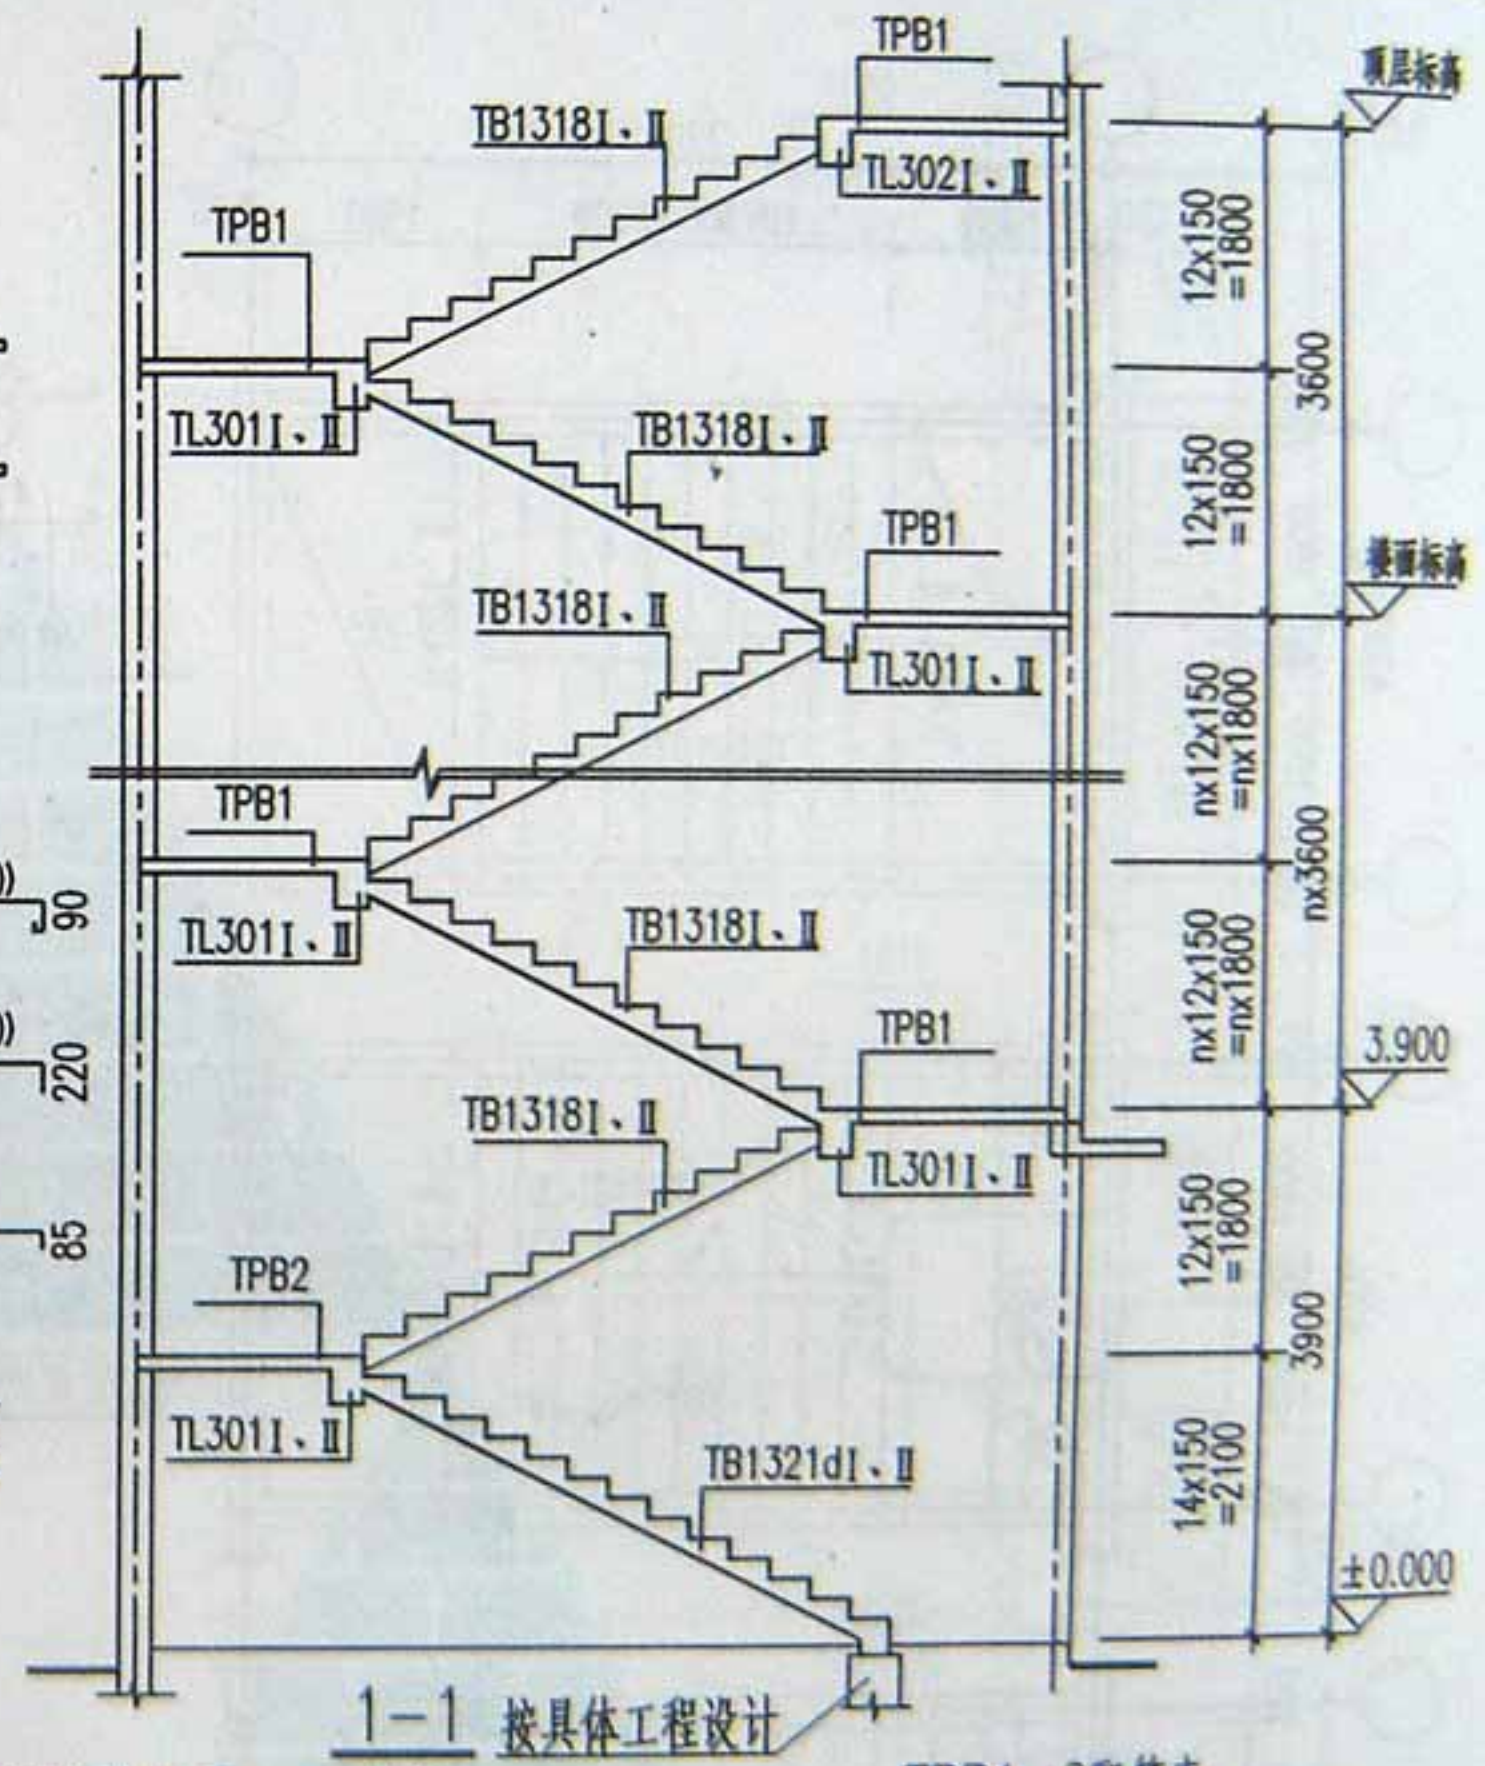 TPB1
顶层标高
TB1318Ⅰ、Ⅱ
TL302Ⅰ、Ⅱ
12x150
=1800
TPB1
3600
TL301Ⅰ、Ⅱ
TB1318Ⅰ、Ⅱ
12x150
=1800
TPB1
楼面标高
TB1318Ⅰ、Ⅱ
TL301Ⅰ、Ⅱ
nx12x150
=nx1800
TPB1
nx3600
90
TL301Ⅰ、Ⅱ
TB1318Ⅰ、Ⅱ
nx12x150
=nx1800
TPB1
3.900
220
TB1318Ⅰ、Ⅱ
TL301Ⅰ、Ⅱ
12x150
=1800
85
TPB2
3900
TL301Ⅰ、Ⅱ
TB1321dⅠ、Ⅱ
14x150
=2100
±0.000
1-1 按具体工程设计